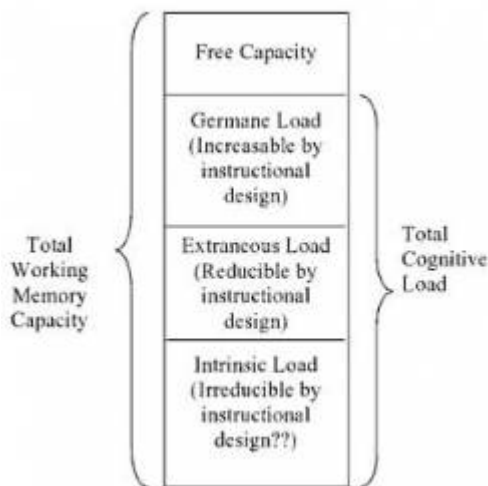 Free Capacity
Germane Load
(Increasable by
instructional
design)
Extraneous Load
(Reducible by
instructional
design)
Intrinsic Load
(Irreducible by
instructional
design??)
Total
Working
Memory
Capacity
Total
Cognitive
Load